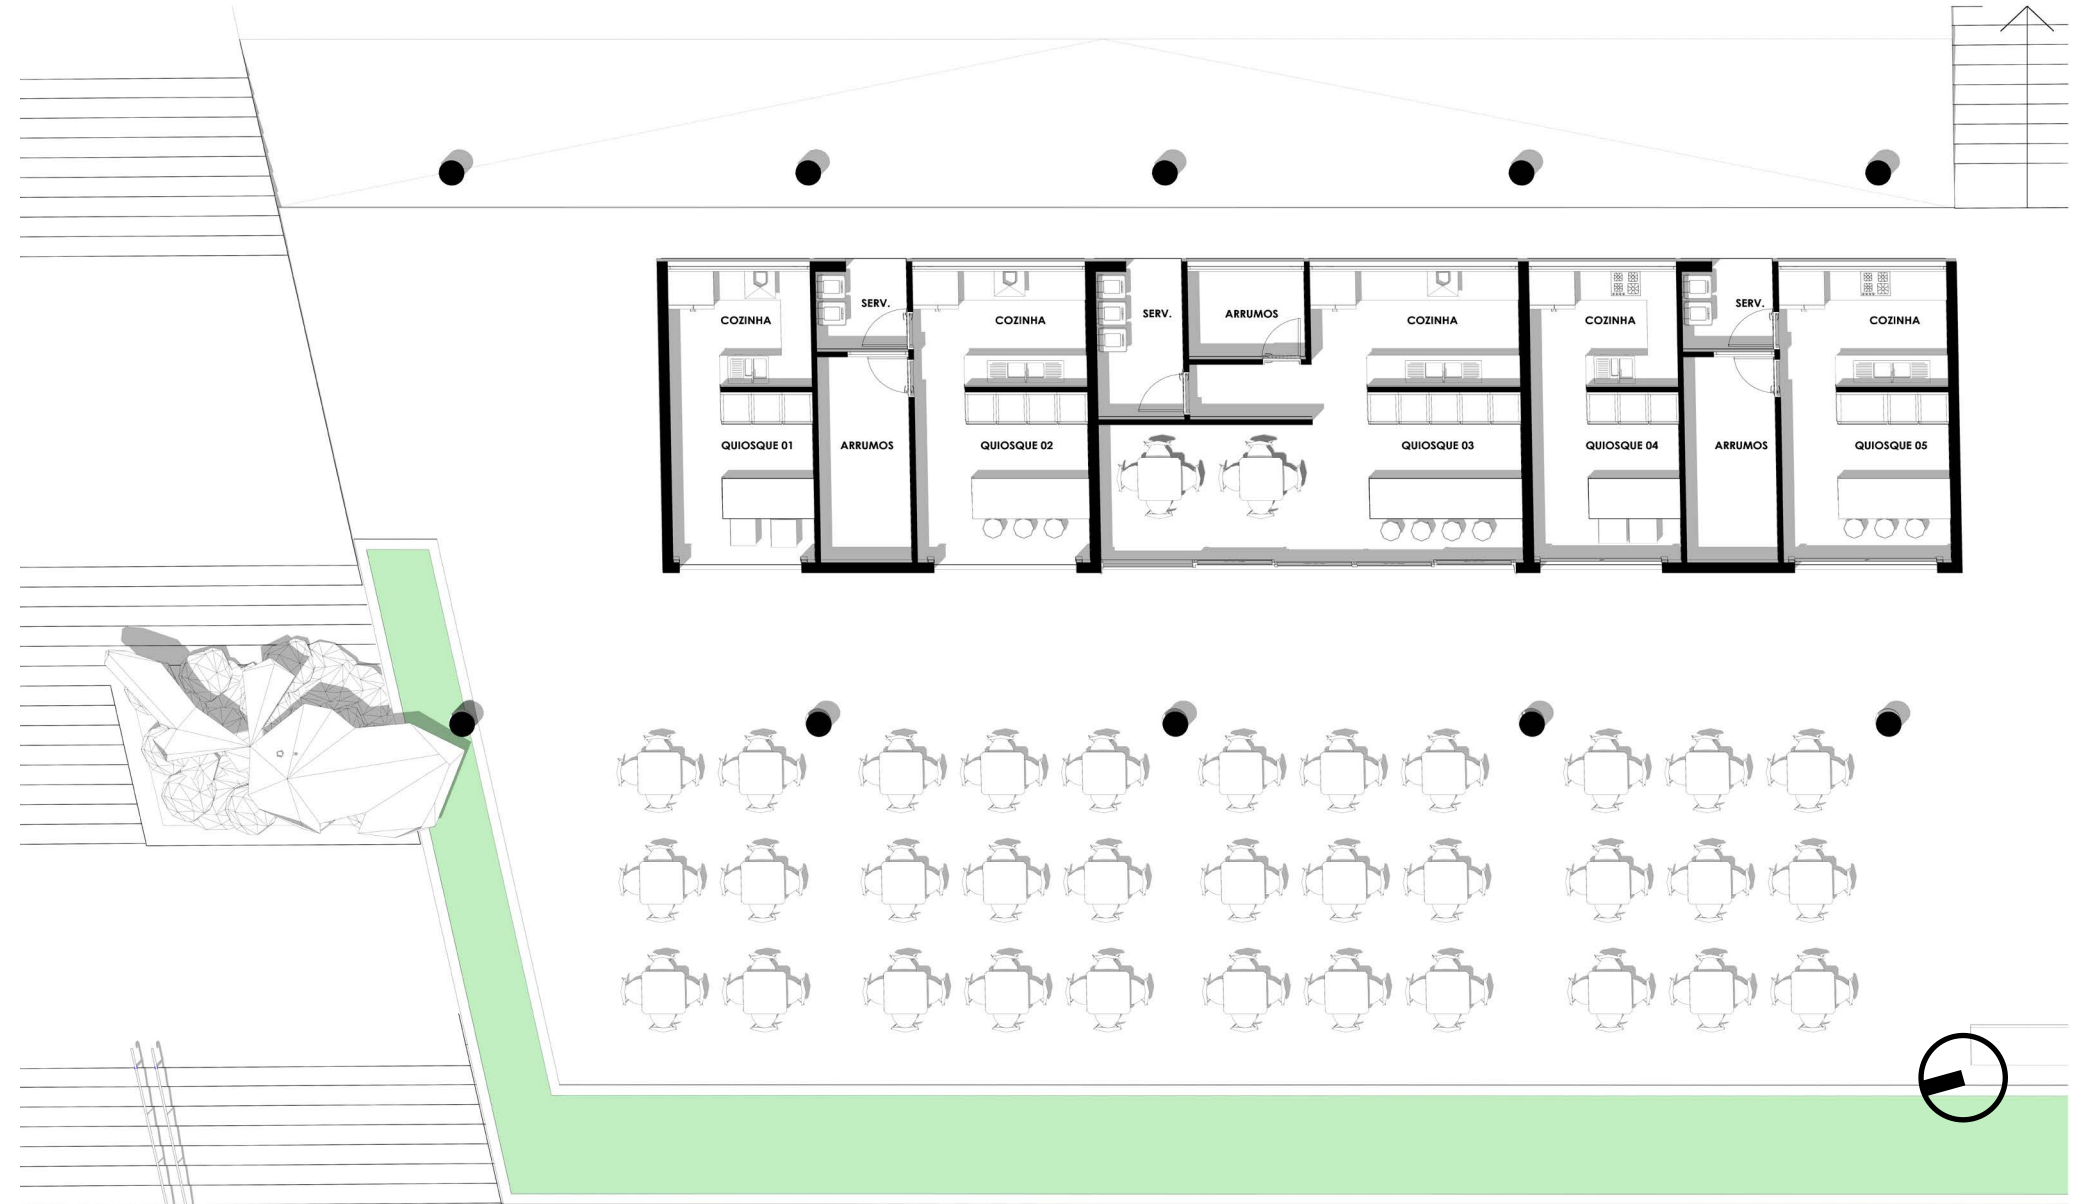 SERV.
SERV.
SERV.
ARRUMOS
COZINHA
COZINHA
COZINHA
COZINHA
COZINHA
QUIOSQUE 01
ARRUMOS
QUIOSQUE 02
QUIOSQUE 03
QUIOSQUE 04
ARRUMOS
QUIOSQUE 05